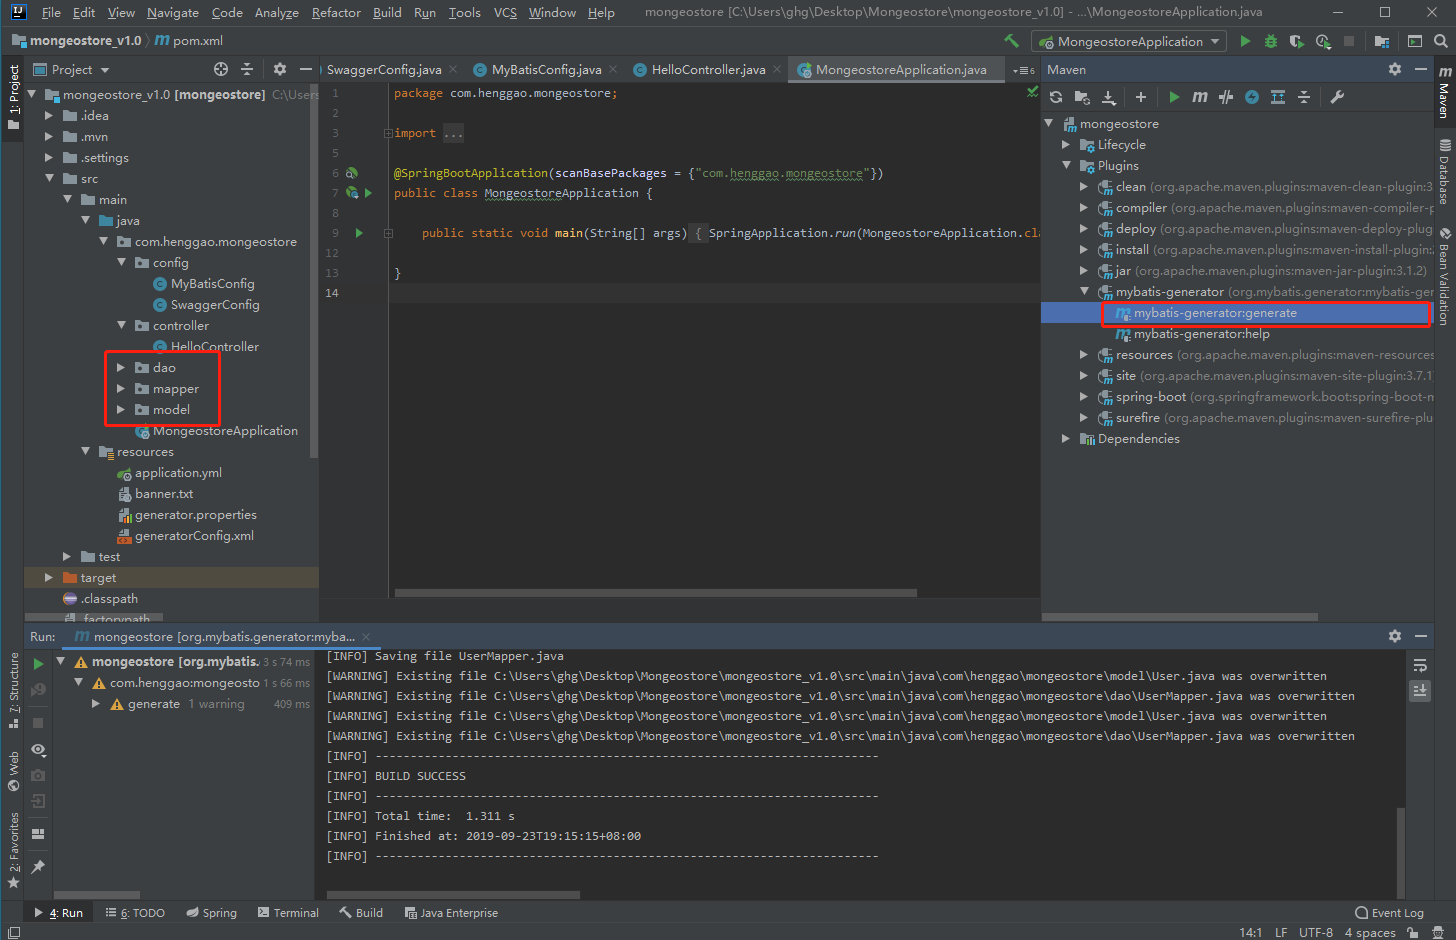 File Edit View Navigate Code Analyze Refactor Build Run Tools VCS Window Help mongeostore [C:\Users\ghg\Desktop\Mongeostore\mongeostore_v1.0] - ...\MongeostoreApplication.java
mongeostore_v1.0 pom.xml MongeostoreApplication
Project
SwaggerConfig.java MyBatisConfig.java HelloController.java MongeostoreApplication.java 6
Maven
1: Project
mongeostore_v1.0 [mongeostore] C:\Users
.idea
.mvn
.settings
src
main
java
com.henggao.mongeostore
config
MyBatisConfig
SwaggerConfig
controller
HelloController
dao
mapper
model
MongeostoreApplication
resources
application.yml
banner.txt
generator.properties
generatorConfig.xml
test
target
.classpath
.factorypath
1 package com.henggao.mongeostore;
2
3 import ...
5
6 @SpringBootApplication(scanBasePackages = {"com.henggao.mongeostore"})
7 public class MongeostoreApplication {
8
9 public static void main(String[] args) { SpringApplication.run(MongeostoreApplication.cla
12
13 }
14
mongeostore
Lifecycle
Plugins
clean (org.apache.maven.plugins:maven-clean-plugin:3
compiler (org.apache.maven.plugins:maven-compiler-p
deploy (org.apache.maven.plugins:maven-deploy-plug
install (org.apache.maven.plugins:maven-install-plugin:
jar (org.apache.maven.plugins:maven-jar-plugin:3.1.2)
mybatis-generator (org.mybatis.generator:mybatis-ger
mybatis-generator:generate
mybatis-generator:help
resources (org.apache.maven.plugins:maven-resources
site (org.apache.maven.plugins:maven-site-plugin:3.7.1
spring-boot (org.springframework.boot:spring-boot-m
surefire (org.apache.maven.plugins:maven-surefire-plu
Dependencies
Maven
Database
Bean Validation
Run: mongeostore [org.mybatis.generator:myba...
mongeostore [org.mybatis. 3 s 74 ms
com.henggao:mongeosto 1 s 66 ms
generate 1 warning 409 ms
[INFO] Saving file UserMapper.java
[WARNING] Existing file C:\Users\ghg\Desktop\Mongeostore\mongeostore_v1.0\src\main\java\com\henggao\mongeostore\model\User.java was overwritten
[WARNING] Existing file C:\Users\ghg\Desktop\Mongeostore\mongeostore_v1.0\src\main\java\com\henggao\mongeostore\dao\UserMapper.java was overwritten
[WARNING] Existing file C:\Users\ghg\Desktop\Mongeostore\mongeostore_v1.0\src\main\java\com\henggao\mongeostore\model\User.java was overwritten
[WARNING] Existing file C:\Users\ghg\Desktop\Mongeostore\mongeostore_v1.0\src\main\java\com\henggao\mongeostore\dao\UserMapper.java was overwritten
[INFO] ------------------------------------------------------------------------
[INFO] BUILD SUCCESS
[INFO] ------------------------------------------------------------------------
[INFO] Total time:  1.311 s
[INFO] Finished at: 2019-09-23T19:15:15+08:00
[INFO] ------------------------------------------------------------------------
7: Structure
Web
2: Favorites
4: Run 6: TODO Spring Terminal Build Java Enterprise Event Log
14:1 LF UTF-8 4 spaces